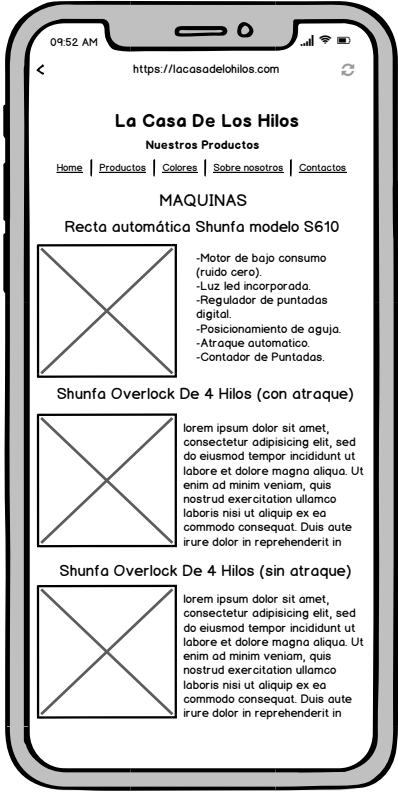 09:52 AM
https://lacasadelohilos.com
La Casa De Los Hilos
Nuestros Productos
Home | Productos | Colores | Sobre nosotros | Contactos
MAQUINAS
Recta automática Shunfa modelo S610
-Motor de bajo consumo
(ruido cero).
-Luz led incorporada.
-Regulador de puntadas
digital.
-Posicionamiento de aguja.
-Atraque automatico.
-Contador de Puntadas.
Shunfa Overlock De 4 Hilos (con atraque)
lorem ipsum dolor sit amet,
consectetur adipisicing elit, sed
do eiusmod tempor incididunt ut
labore et dolore magna aliqua. Ut
enim ad minim veniam, quis
nostrud exercitation ullamco
laboris nisi ut aliquip ex ea
commodo consequat. Duis aute
irure dolor in reprehenderit in
Shunfa Overlock De 4 Hilos (sin atraque)
lorem ipsum dolor sit amet,
consectetur adipisicing elit, sed
do eiusmod tempor incididunt ut
labore et dolore magna aliqua. Ut
enim ad minim veniam, quis
nostrud exercitation ullamco
laboris nisi ut aliquip ex ea
commodo consequat. Duis aute
irure dolor in reprehenderit in